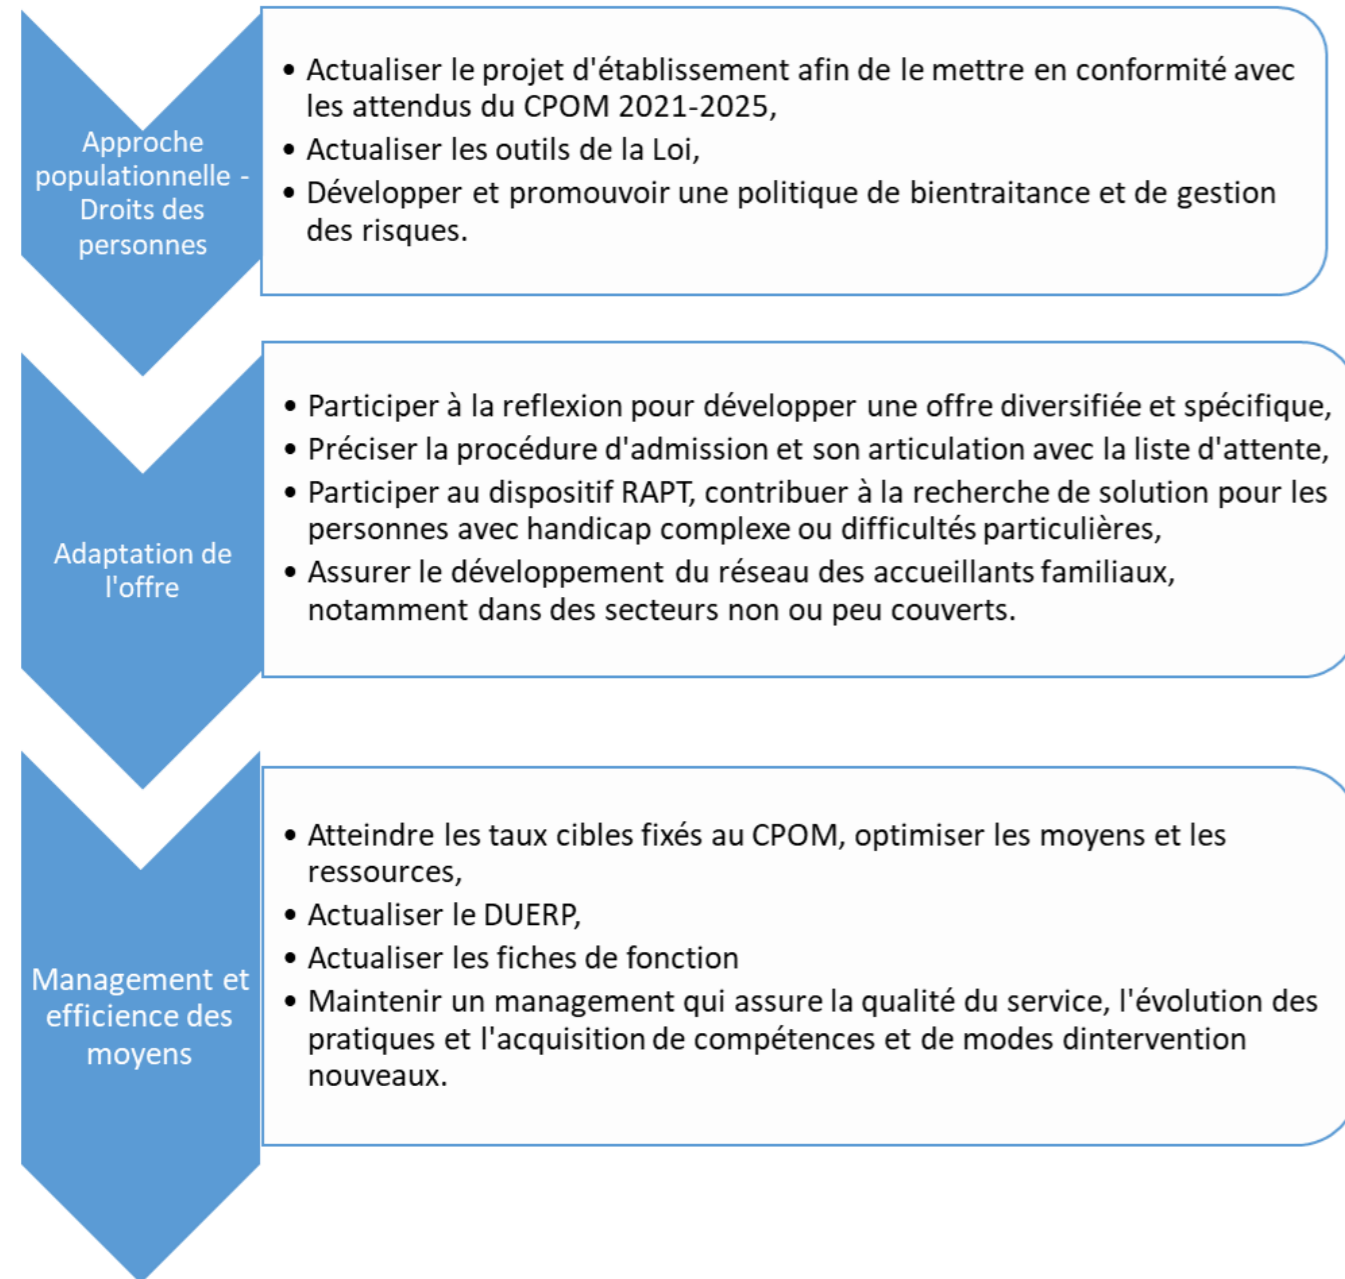 Approche
populationnelle -
Droits des
personnes
• Actualiser le projet d'établissement afin de le mettre en conformité avec
les attendus du CPOM 2021-2025,
• Actualiser les outils de la Loi,
• Développer et promouvoir une politique de bientraitance et de gestion
des risques.
Adaptation de
l'offre
• Participer à la reflexion pour développer une offre diversifiée et spécifique,
• Préciser la procédure d'admission et son articulation avec la liste d'attente,
• Participer au dispositif RAPT, contribuer à la recherche de solution pour les
personnes avec handicap complexe ou difficultés particulières,
• Assurer le développement du réseau des accueillants familiaux,
notamment dans des secteurs non ou peu couverts.
Management et
efficience des
moyens
• Atteindre les taux cibles fixés au CPOM, optimiser les moyens et les
ressources,
• Actualiser le DUERP,
• Actualiser les fiches de fonction
• Maintenir un management qui assure la qualité du service, l'évolution des
pratiques et l'acquisition de compétences et de modes dintervention
nouveaux.